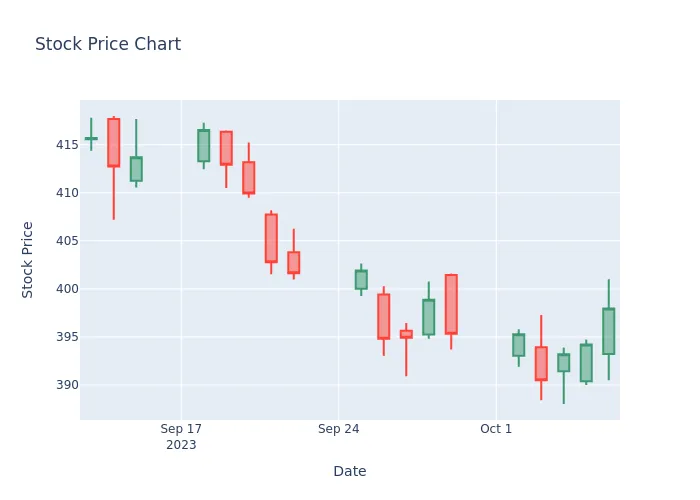 Stock Price Chart
415
410
405
400
395
390
Stock Price
Sep 17
2023
Sep 24
Oct 1
Date